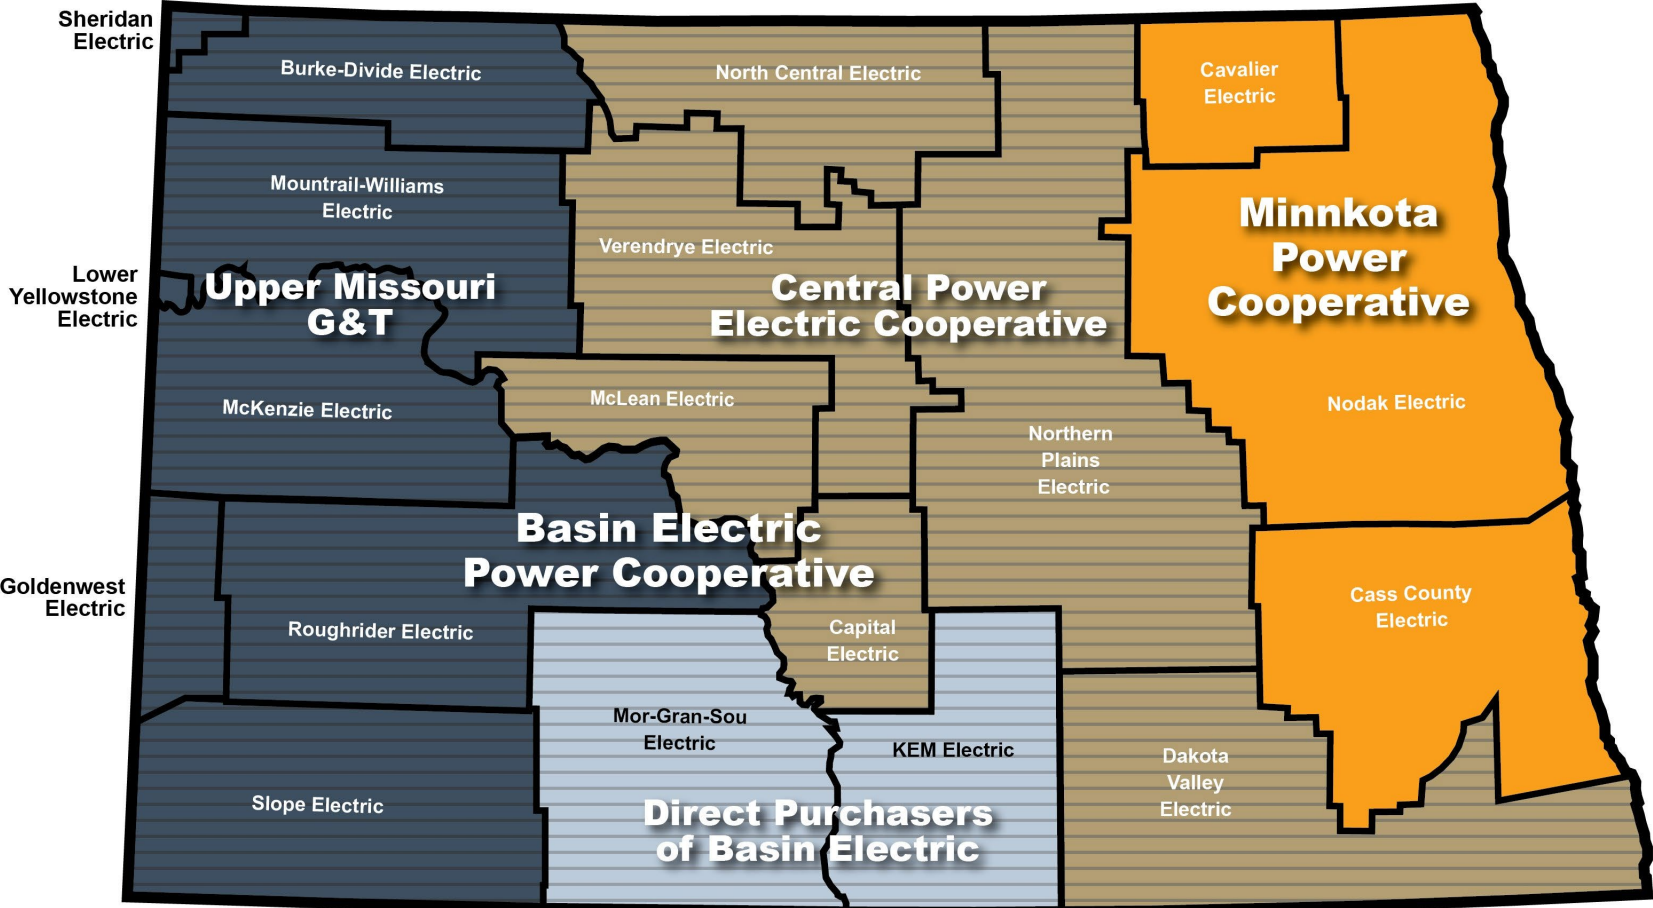 Sheridan
Electric
Burke-Divide Electric
North Central Electric
Cavalier
Electric
Mountrail-Williams
Electric
Minnkota
Power
Cooperative
Verendrye Electric
Lower
Yellowstone
Electric
Upper Missouri
G&T
Central Power
Electric Cooperative
McKenzie Electric
McLean Electric
Nodak Electric
Northern
Plains
Electric
Basin Electric
Power Cooperative
Goldenwest
Electric
Roughrider Electric
Capital
Electric
Cass County
Electric
Mor-Gran-Sou
Electric
KEM Electric
Dakota
Valley
Electric
Slope Electric
Direct Purchasers
of Basin Electric